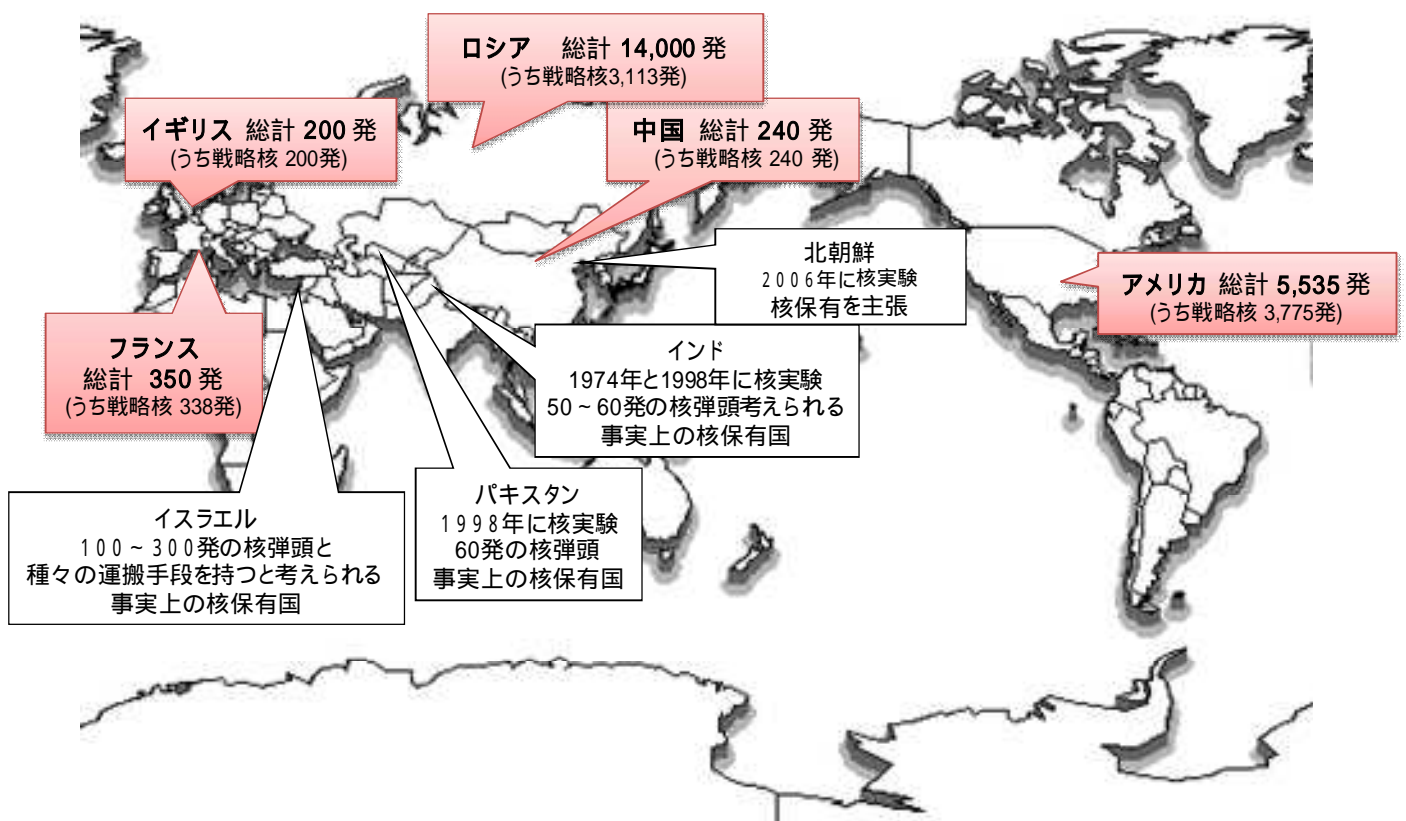 ロシア 総計 14,000 発
(うち戦略核3,113発)
イギリス 総計 200 発
(うち戦略核 200発)
中国 総計 240 発
(うち戦略核 240 発)
北朝鮮
2006年に核実験
核保有を主張
アメリカ 総計 5,535 発
(うち戦略核 3,775発)
フランス
総計 350 発
(うち戦略核 338発)
インド
1974年と1998年に核実験
50~60発の核弾頭考えられる
事実上の核保有国
イスラエル
100~300発の核弾頭と
種々の運搬手段を持つと考えられる
事実上の核保有国
パキスタン
1998年に核実験
60発の核弾頭
事実上の核保有国